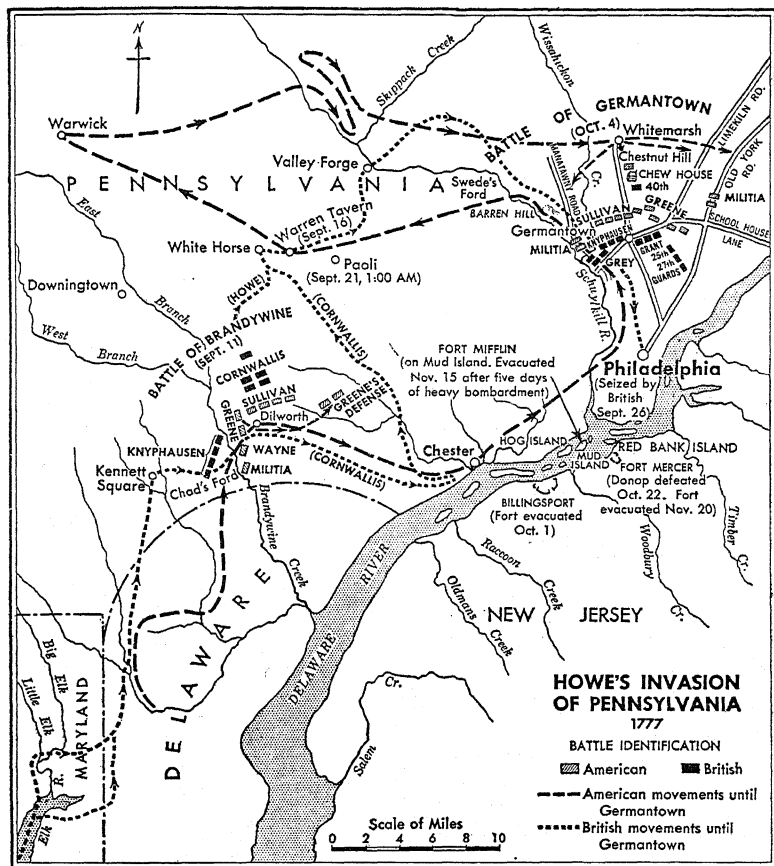 N
Warwick
Skippack Creek
Wissahickon
Cr.
BATTLE OF GERMANTOWN
(OCT. 4)
Whitemarsh
LIMEKILN RD.
OLD YORK RD.
Chestnut Hill
CHEW HOUSE
40th
MILITIA
MANATAWNY ROAD
Valley Forge
PENNSYLVANIA
Swede's
Ford
BARREN HILL
SULLIVAN
GREENE
SCHOOL HOUSE
LANE
Germantown
KNYPHAUSEN
MILITIA
GREY
GRANT
25th
27th
GUARDS
East
Branch
White Horse
Warren Tavern
(Sept. 16)
Paoli
(Sept. 21, 1:00 AM)
Schuylkill R.
Downingtown
(HOWE)
(CORNWALLIS)
West
Branch
BATTLE OF BRANDYWINE
(SEPT. 11)
CORNWALLIS
SULLIVAN
GREENE
Dilworth
GREENE'S
DEFENSE
FORT MIFFLIN
(on Mud Island. Evacuated
Nov. 15 after five days
of heavy bombardment)
Philadelphia
(Seized by
British
Sept. 26)
KNYPHAUSEN
WAYNE
MILITIA
(CORNWALLIS)
Kennett
Square
Chad's Ford
Chester
HOG ISLAND
MUD
ISLAND
RED BANK ISLAND
FORT MERCER
(Donop defeated
Oct. 22. Fort
evacuated Nov. 20)
BILLINGSPORT
(Fort evacuated
Oct. 1)
Brandywine
Creek
Timber
Cr.
Woodbury
Cr.
Raccoon
Creek
Oldmans
Creek
DELAWARE RIVER
NEW JERSEY
DELAWARE
MARYLAND
Big Elk
Little Elk
Elk
R.
Salem
Cr.
HOWE'S INVASION
OF PENNSYLVANIA
1777
BATTLE IDENTIFICATION
American British
American movements until
Germantown
British movements until
Germantown
Scale of Miles
0 2 4 6 8 10